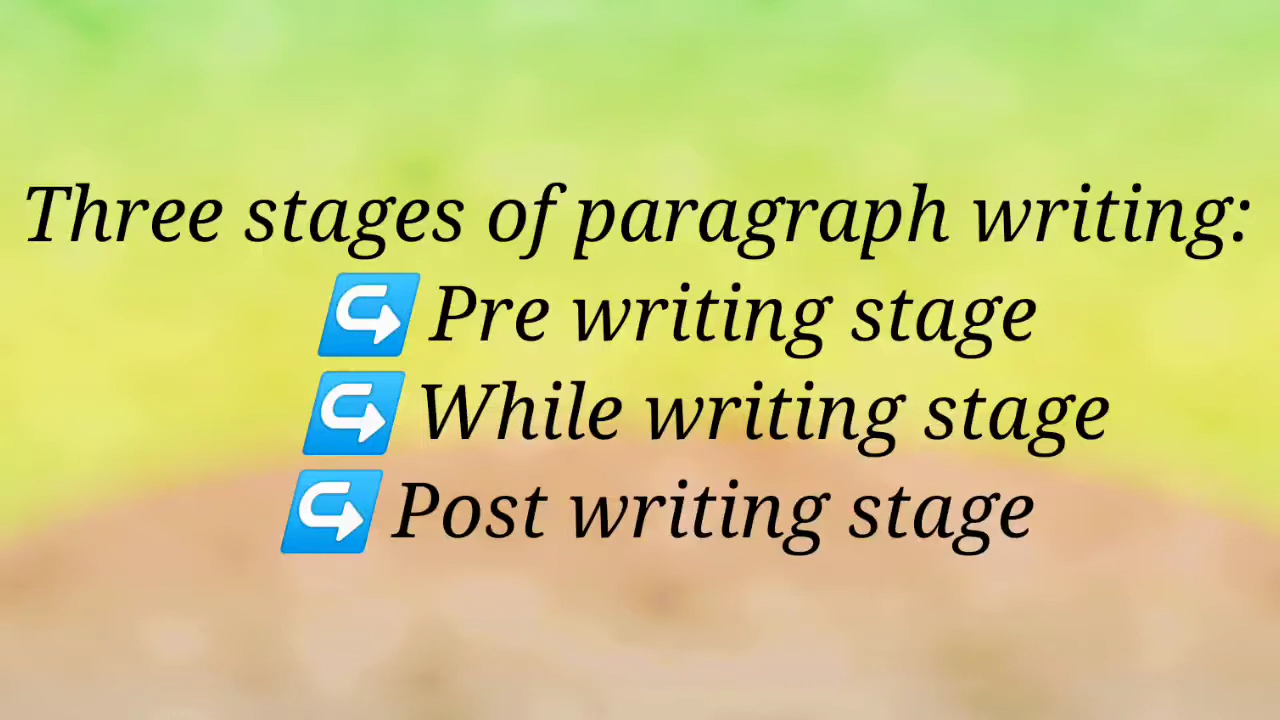 Three stages of paragraph writing:
↪️ Pre writing stage
↪️ While writing stage
↪️ Post writing stage